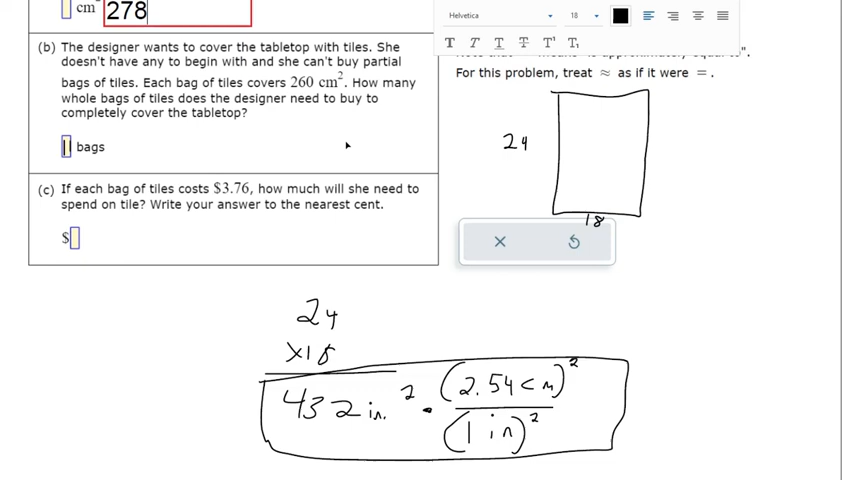 cm
278
Helvetica
18
T T T T T¹ T₁
(b) The designer wants to cover the tabletop with tiles. She
doesn't have any to begin with and she can't buy partial
bags of tiles. Each bag of tiles covers 260 cm². How many
whole bags of tiles does the designer need to buy to
completely cover the tabletop?
bags
(c) If each bag of tiles costs $3.76, how much will she need to
spend on tile? Write your answer to the nearest cent.
$
For this problem, treat ≈ as if it were = .
24
18
24
×18
432 in.² · (2.54 cm)²
(1 in)²